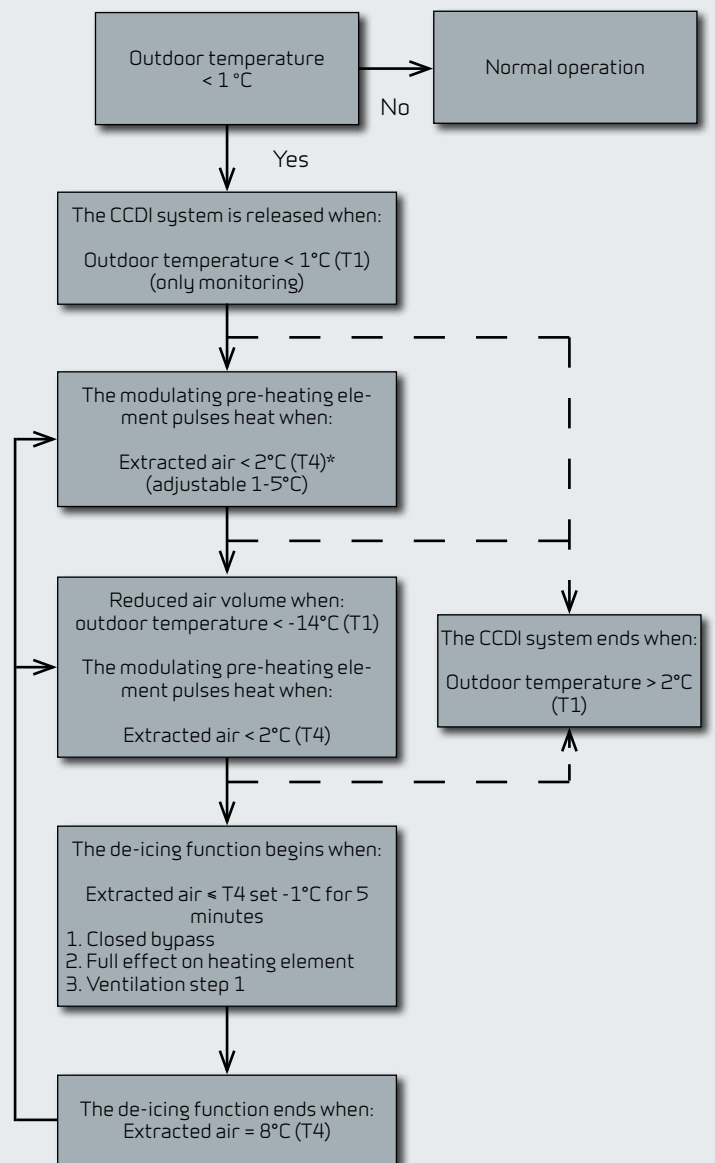 Outdoor temperature
< 1 °C
Normal operation
No
Yes
The CCDI system is released when:
Outdoor temperature < 1°C (T1)
(only monitoring)
The modulating pre-heating ele-
ment pulses heat when:
Extracted air < 2°C (T4)*
(adjustable 1-5°C)
Reduced air volume when:
outdoor temperature < -14°C (T1)
The modulating pre-heating ele-
ment pulses heat when:
Extracted air < 2°C (T4)
The CCDI system ends when:
Outdoor temperature > 2°C
(T1)
The de-icing function begins when:
Extracted air ≤ T4 set -1°C for 5
minutes
1. Closed bypass
2. Full effect on heating element
3. Ventilation step 1
The de-icing function ends when:
Extracted air = 8°C (T4)